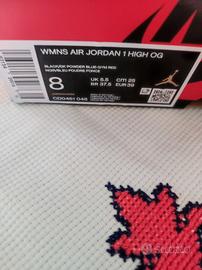 WMNS AIR JORDAN 1 HIGH OG
BLACK/DK POWDER BLUE-GYM RED
NOIR/BLEU POUDRE FONCE
8
UK 5.5
CM 25
BR 37.5
EUR 39
CD0461 046